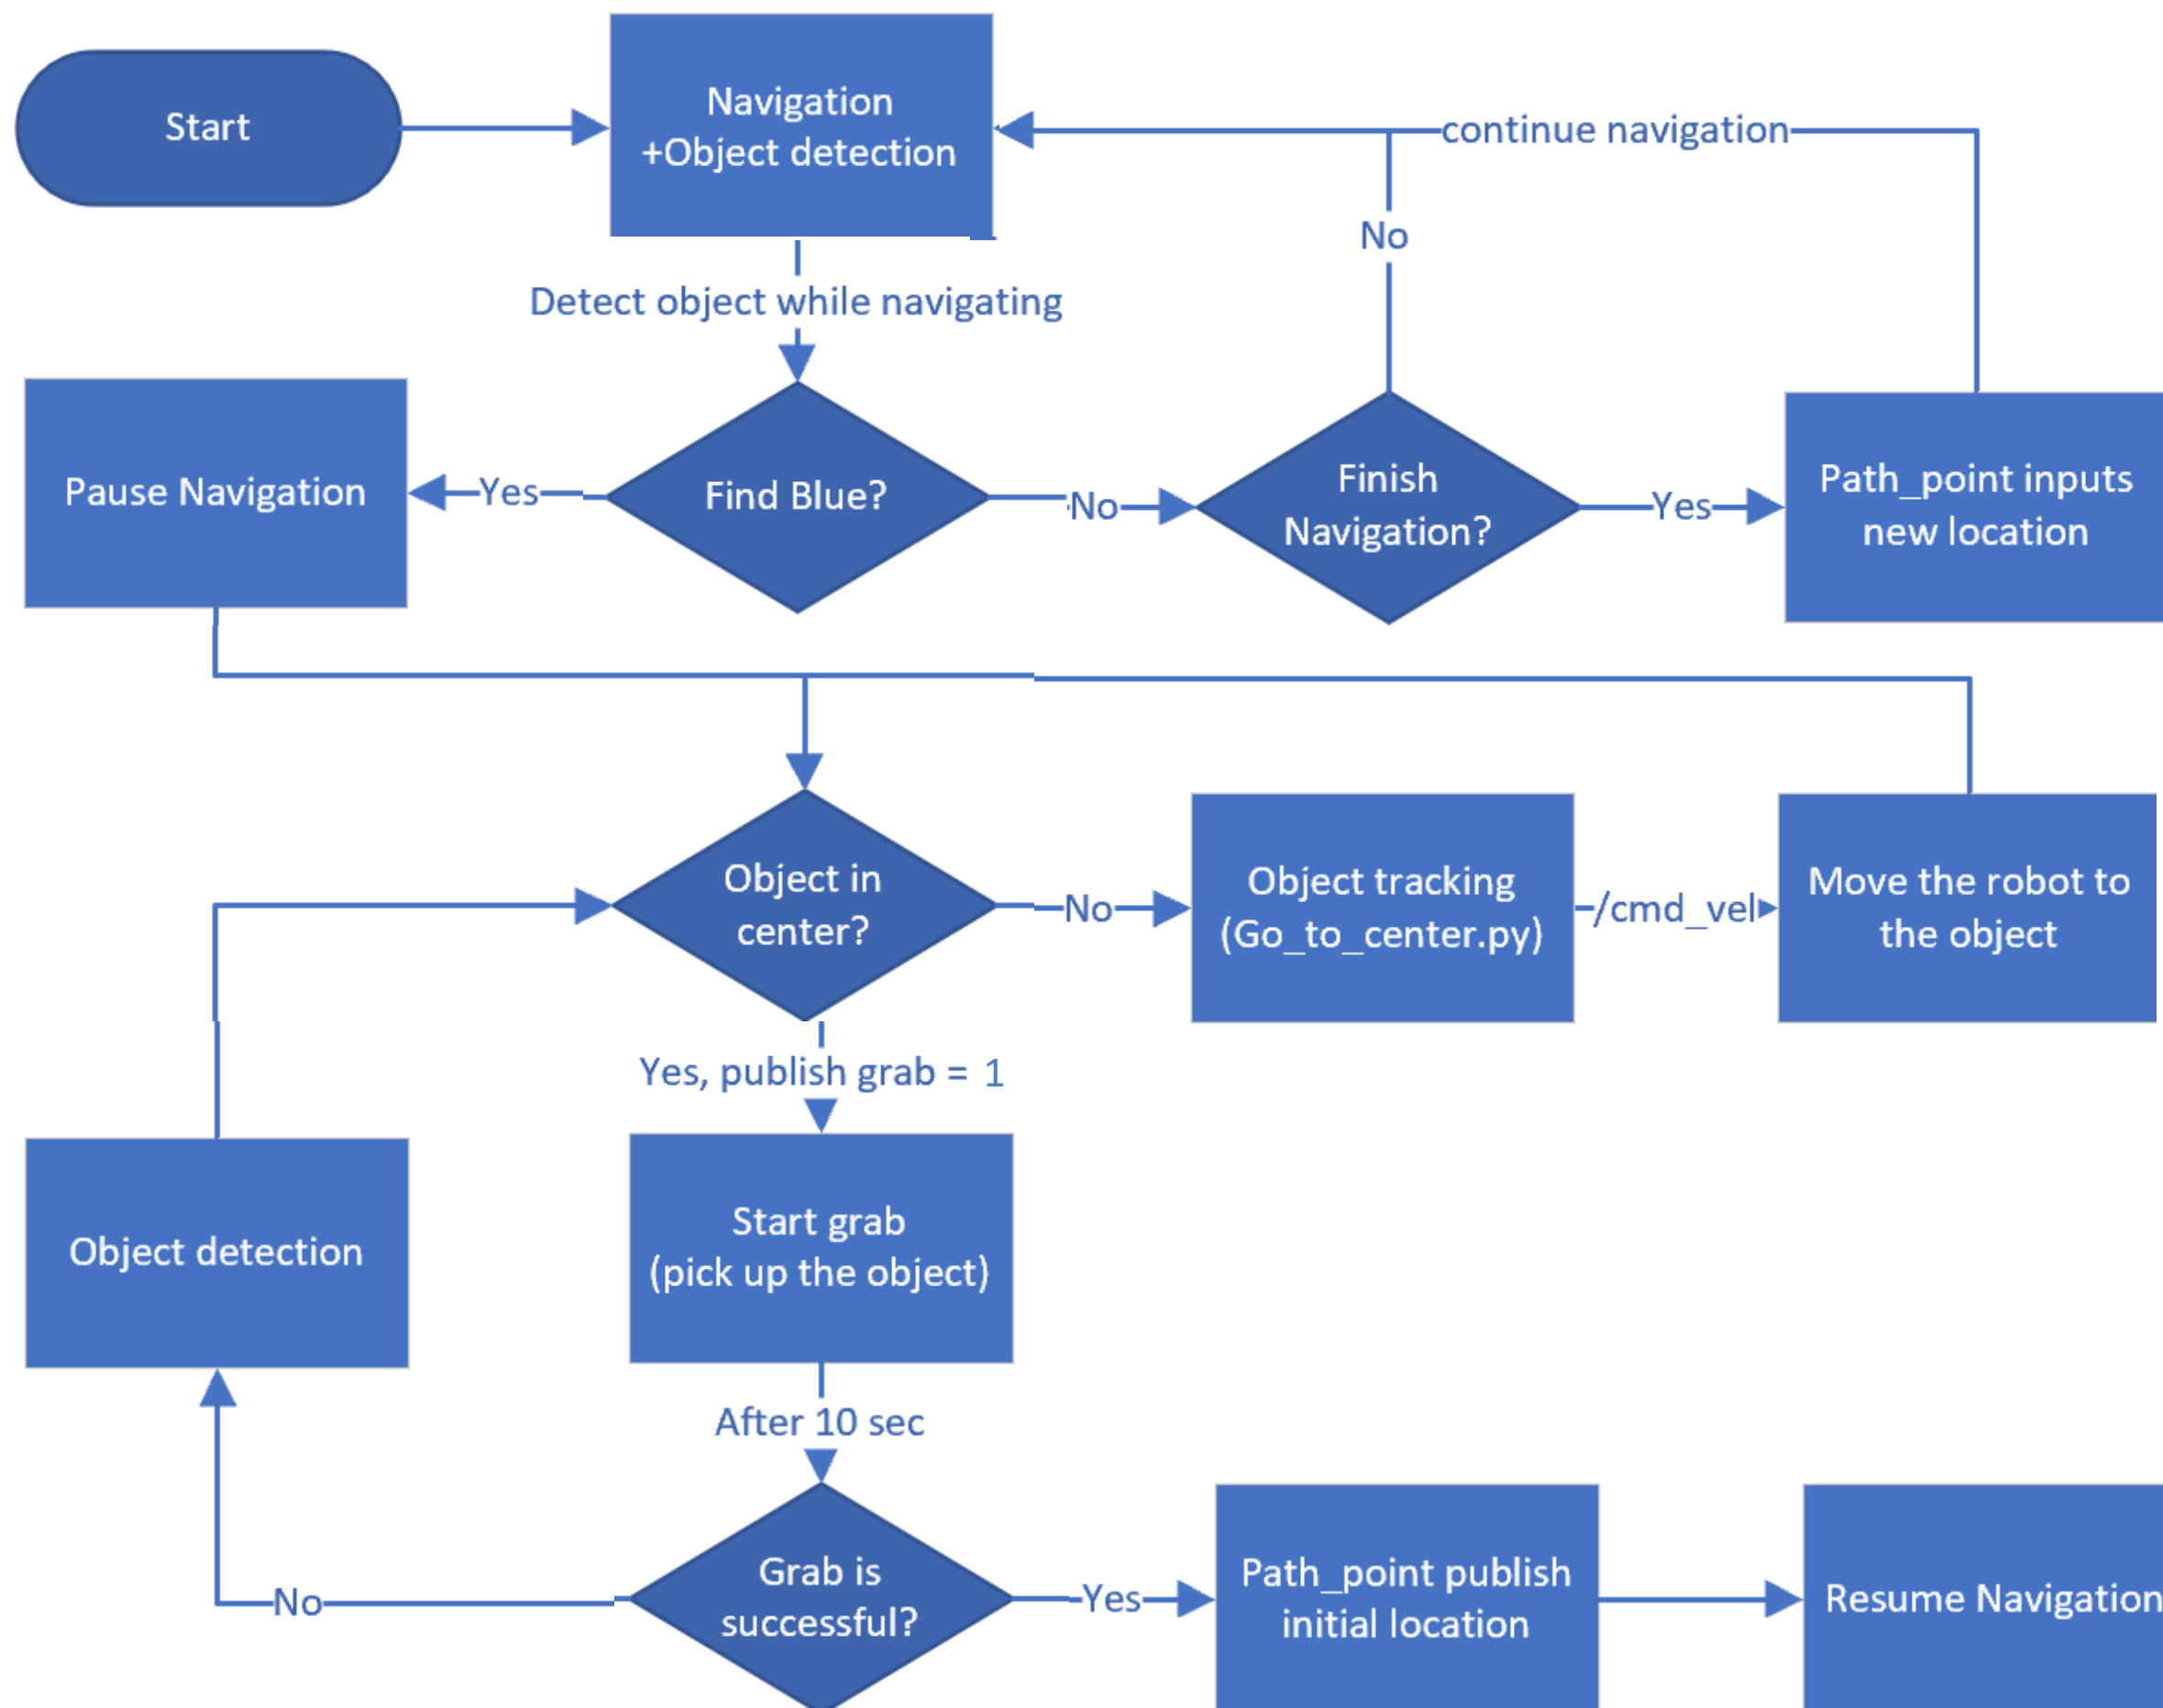 Start
Navigation
+Object detection
continue navigation
No
Detect object while navigating
Pause Navigation
Yes
Find Blue?
No
Finish
Navigation?
Yes
Path_point inputs
new location
Object in
center?
No
Object tracking
(Go_to_center.py)
/cmd_vel
Move the robot to
the object
Yes, publish grab = 1
Object detection
Start grab
(pick up the object)
After 10 sec
No
Grab is
successful?
Yes
Path_point publish
initial location
Resume Navigation